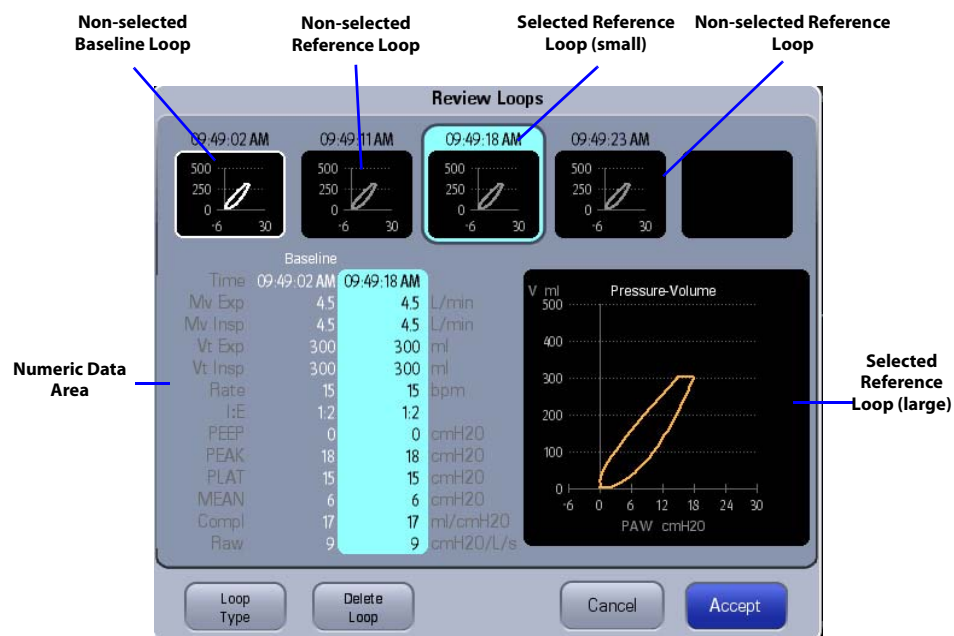 Non-selected
Baseline Loop
Non-selected
Reference Loop
Selected Reference
Loop (small)
Non-selected Reference
Loop
Review Loops
09:49:02 AM
09:49:11 AM
09:49:18 AM
09:49:23 AM
500
250
0
-6 30
500
250
0
-6 30
500
250
0
-6 30
500
250
0
-6 30
Baseline
Time 09:49:02 AM 09:49:18 AM
Mv Exp 4.5 4.5 L/min
Mv Insp 4.5 4.5 L/min
Vt Exp 300 300 ml
Vt Insp 300 300 ml
Rate 15 15 bpm
I:E 1:2 1:2
PEEP 0 0 cmH2O
PEAK 18 18 cmH2O
PLAT 15 15 cmH2O
MEAN 6 6 cmH2O
Compl 17 17 ml/cmH2O
Raw 9 9 cmH2O/L/s
V ml Pressure-Volume
500
400
300
200
100
0
-6 0 6 12 18 24 30
PAW cmH2O
Numeric Data
Area
Selected
Reference
Loop (large)
Loop
Type
Delete
Loop
Cancel
Accept